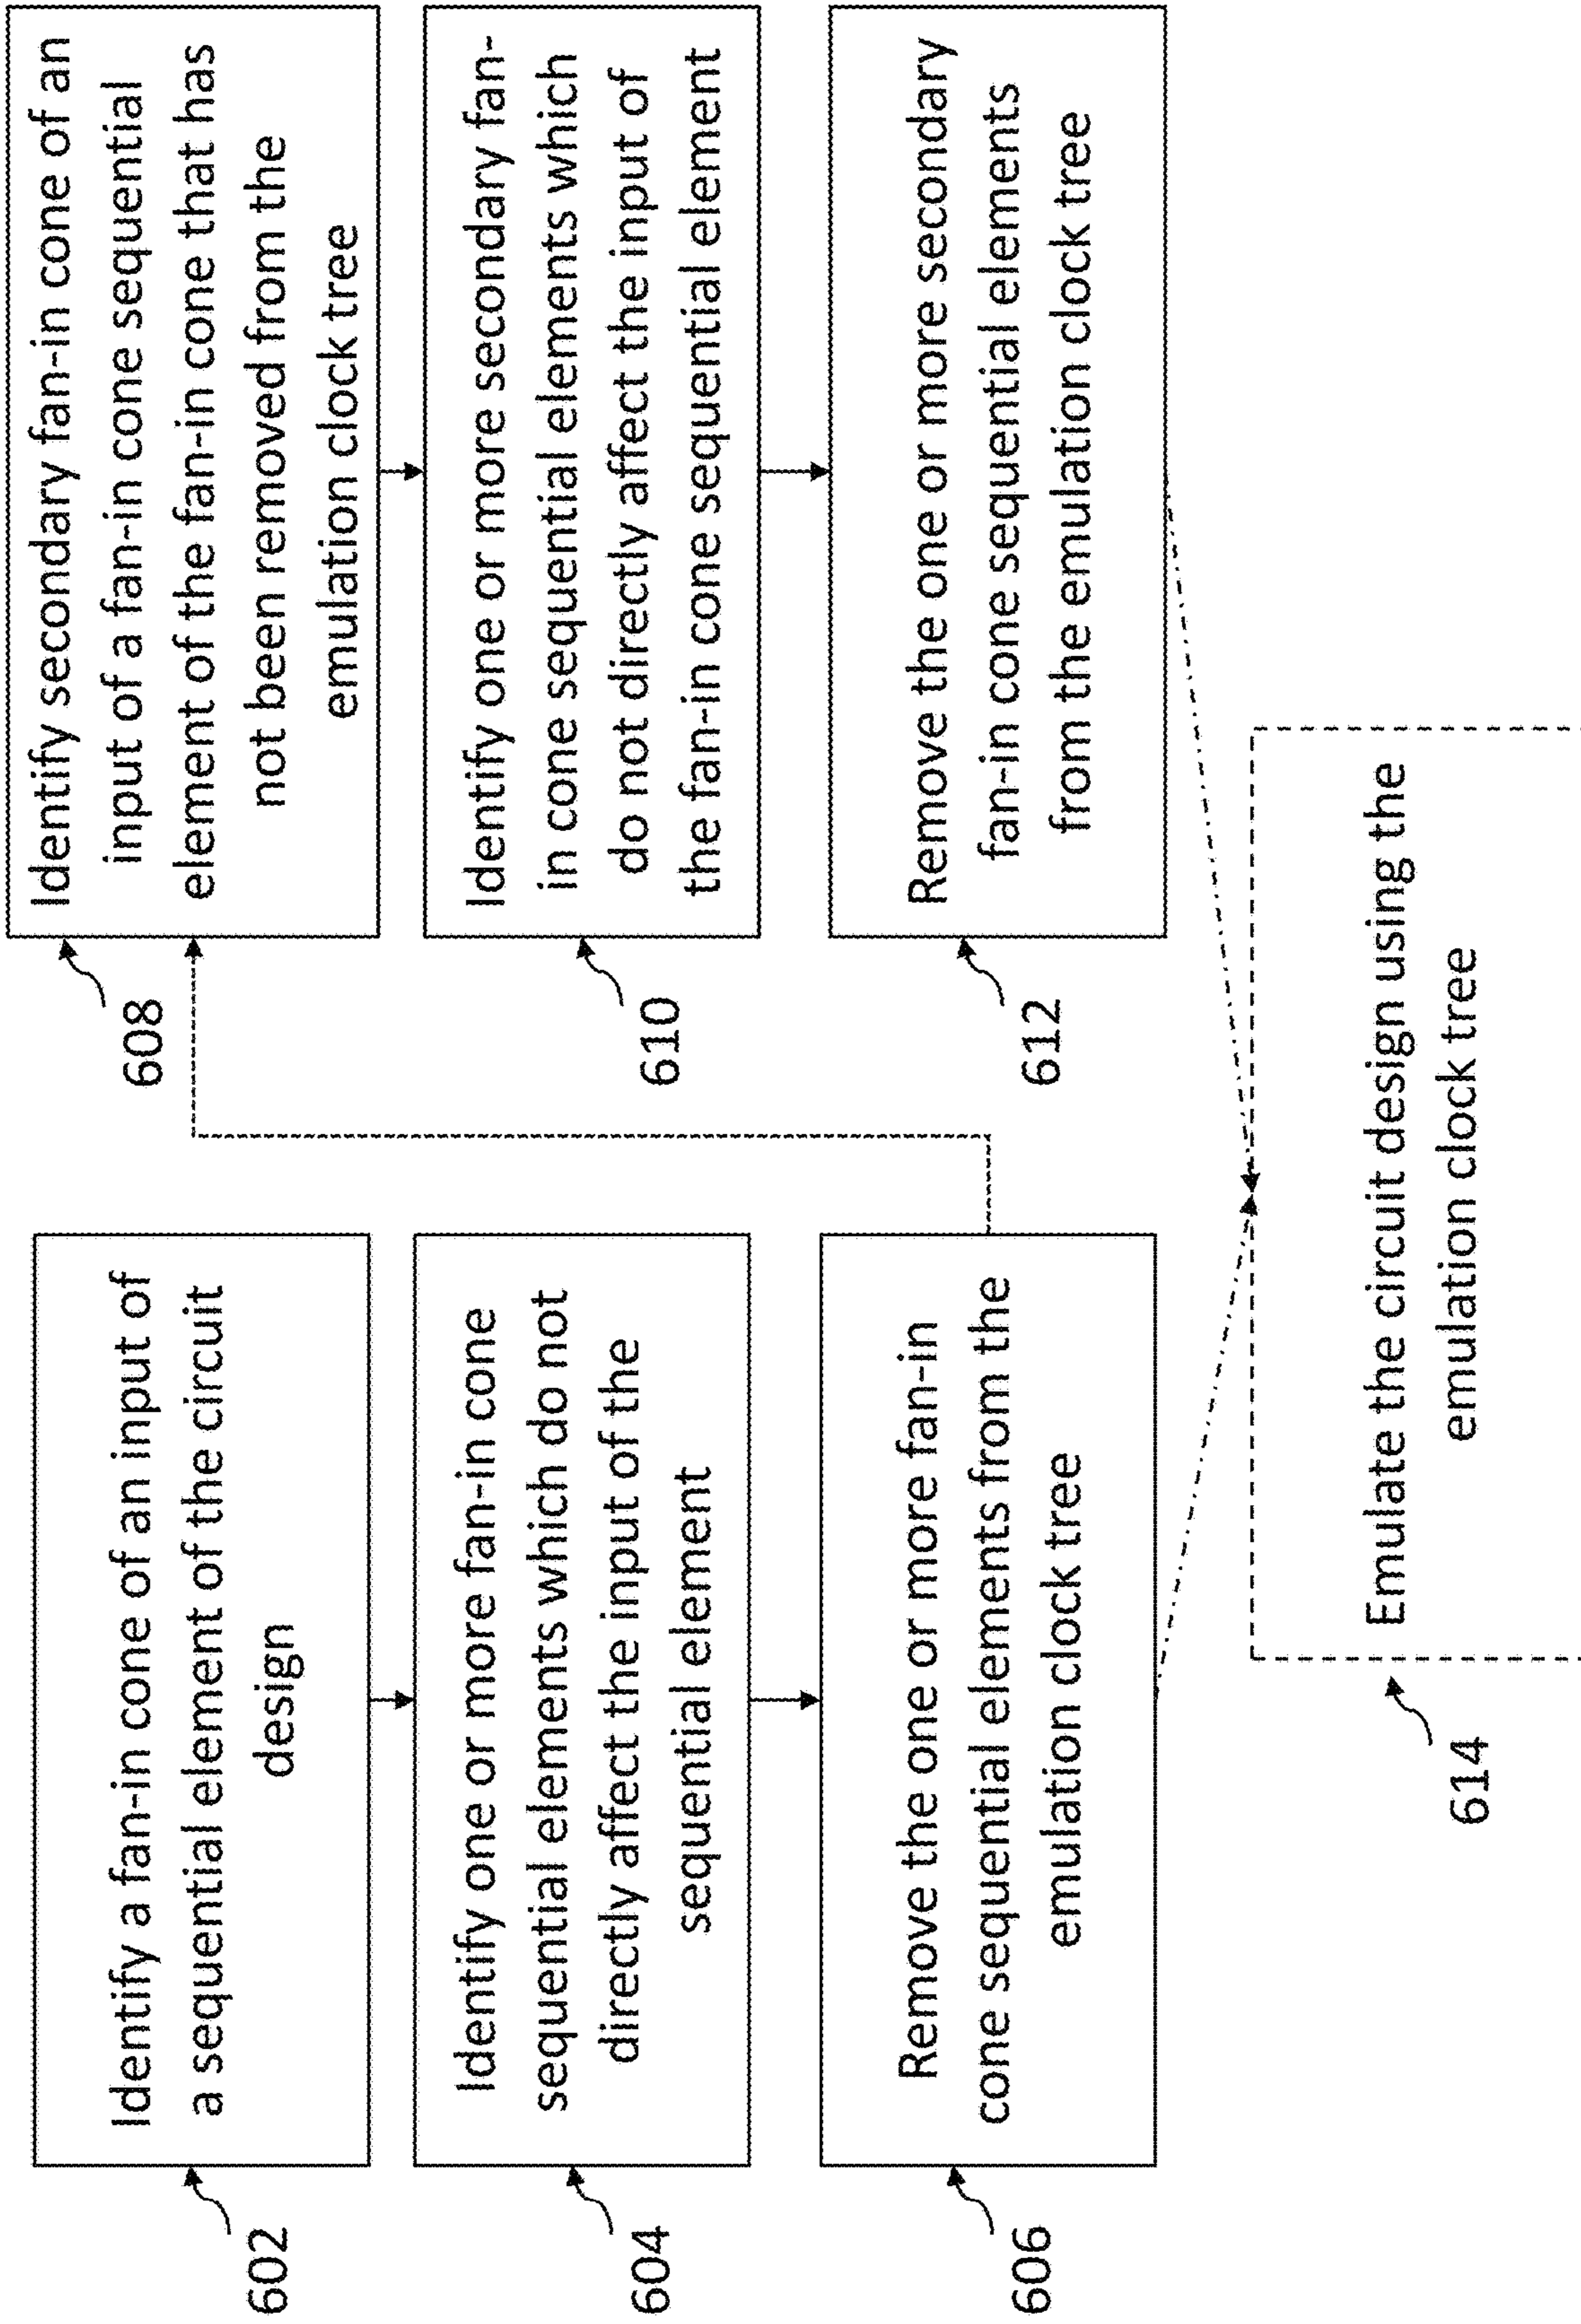 602
Identify a fan-in cone of an input of
a sequential element of the circuit
design
604
Identify one or more fan-in cone
sequential elements which do not
directly affect the input of the
sequential element
606
Remove the one or more fan-in
cone sequential elements from the
emulation clock tree
608
Identify secondary fan-in cone of an
input of a fan-in cone sequential
element of the fan-in cone that has
not been removed from the
emulation clock tree
610
Identify one or more secondary fan-
in cone sequential elements which
do not directly affect the input of
the fan-in cone sequential element
612
Remove the one or more secondary
fan-in cone sequential elements
from the emulation clock tree
614
Emulate the circuit design using the
emulation clock tree